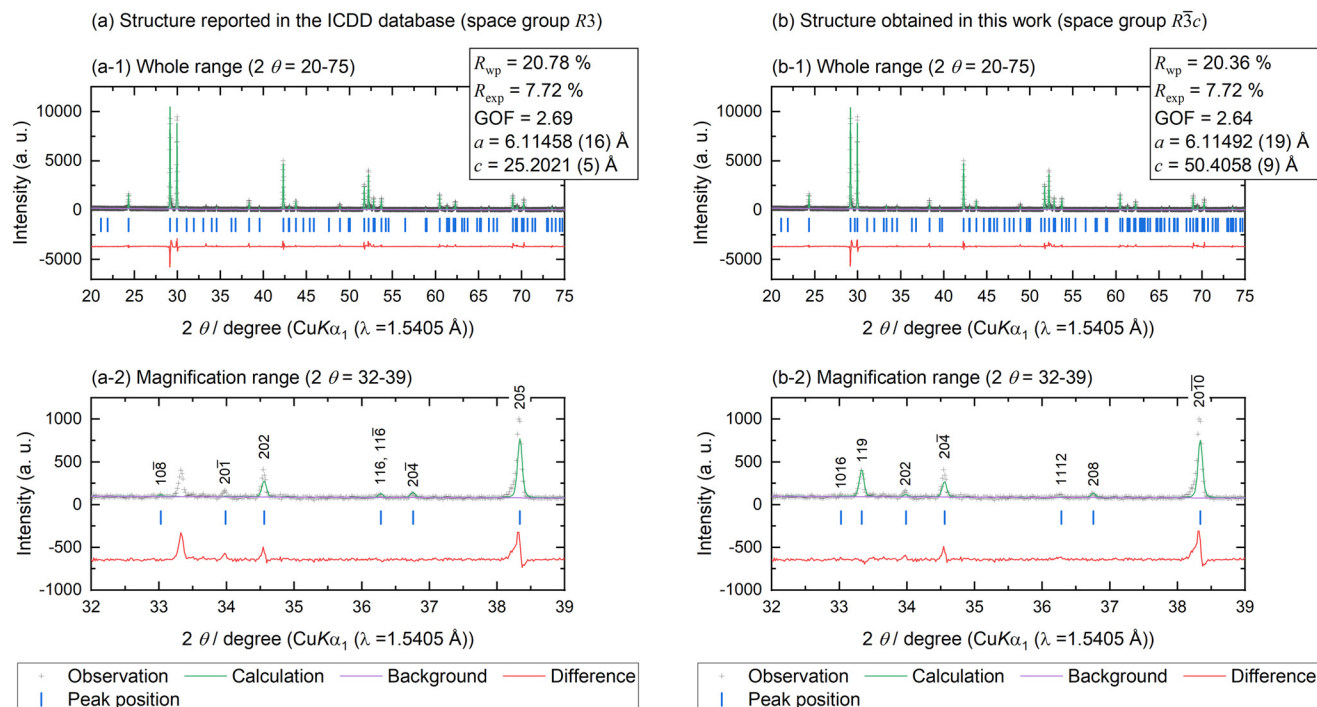 (a) Structure reported in the ICDD database (space group R3)
(a-1) Whole range (2 θ = 20-75)
Rwp = 20.78 %
Rexp = 7.72 %
GOF = 2.69
a = 6.11458 (16) Å
c = 25.2021 (5) Å
Intensity (a. u.)
10000
5000
0
-5000
20 25 30 35 40 45 50 55 60 65 70 75
2 θ / degree (CuKα1 (λ =1.5405 Å))
(a-2) Magnification range (2 θ = 32-39)
Intensity (a. u.)
1000
500
0
-500
-1000
1̅08
201̅
202
116, 11̅6
2̅04
205
32 33 34 35 36 37 38 39
2 θ / degree (CuKα1 (λ =1.5405 Å))
Observation Calculation Background Difference
Peak position
(b) Structure obtained in this work (space group R3̅c)
(b-1) Whole range (2 θ = 20-75)
Rwp = 20.36 %
Rexp = 7.72 %
GOF = 2.64
a = 6.11492 (19) Å
c = 50.4058 (9) Å
Intensity (a. u.)
10000
5000
0
-5000
20 25 30 35 40 45 50 55 60 65 70 75
2 θ / degree (CuKα1 (λ =1.5405 Å))
(b-2) Magnification range (2 θ = 32-39)
Intensity (a. u.)
1000
500
0
-500
-1000
1016
119
202
20̅4
1112
208
201̅0̅
32 33 34 35 36 37 38 39
2 θ / degree (CuKα1 (λ =1.5405 Å))
Observation Calculation Background Difference
Peak position